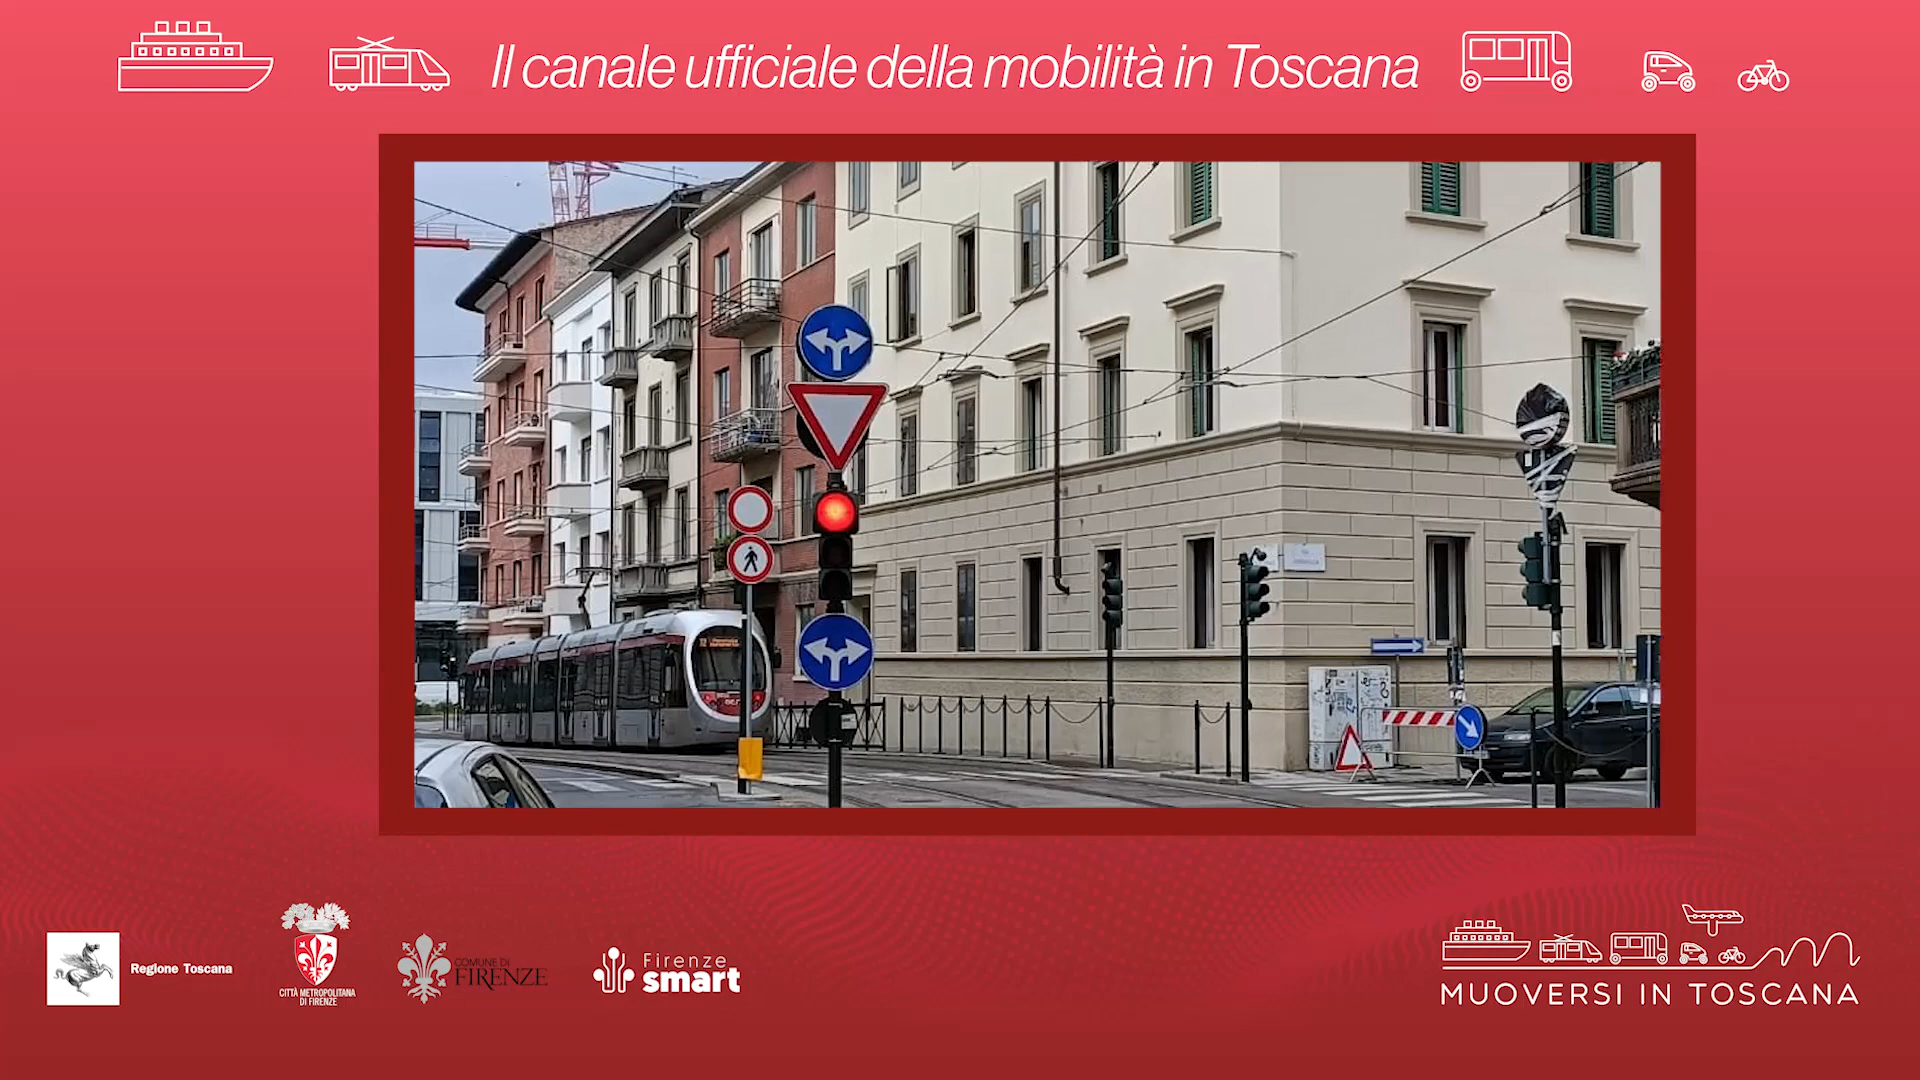 Il canale ufficiale della mobilità in Toscana
Regione Toscana
CITTÀ METROPOLITANA
DI FIRENZE
COMUNE DI
FIRENZE
Firenze
smart
MUOVERSI IN TOSCANA